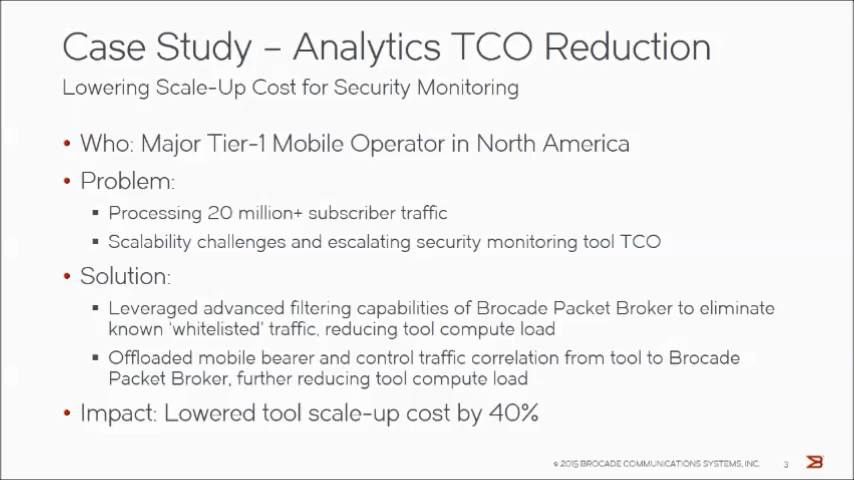 Case Study – Analytics TCO Reduction
Lowering Scale-Up Cost for Security Monitoring
• Who: Major Tier-1 Mobile Operator in North America
• Problem:
▪ Processing 20 million+ subscriber traffic
▪ Scalability challenges and escalating security monitoring tool TCO
• Solution:
▪ Leveraged advanced filtering capabilities of Brocade Packet Broker to eliminate
known ‘whitelisted’ traffic, reducing tool compute load
▪ Offloaded mobile bearer and control traffic correlation from tool to Brocade
Packet Broker, further reducing tool compute load
• Impact: Lowered tool scale-up cost by 40%
© 2015 BROCADE COMMUNICATIONS SYSTEMS, INC. 3